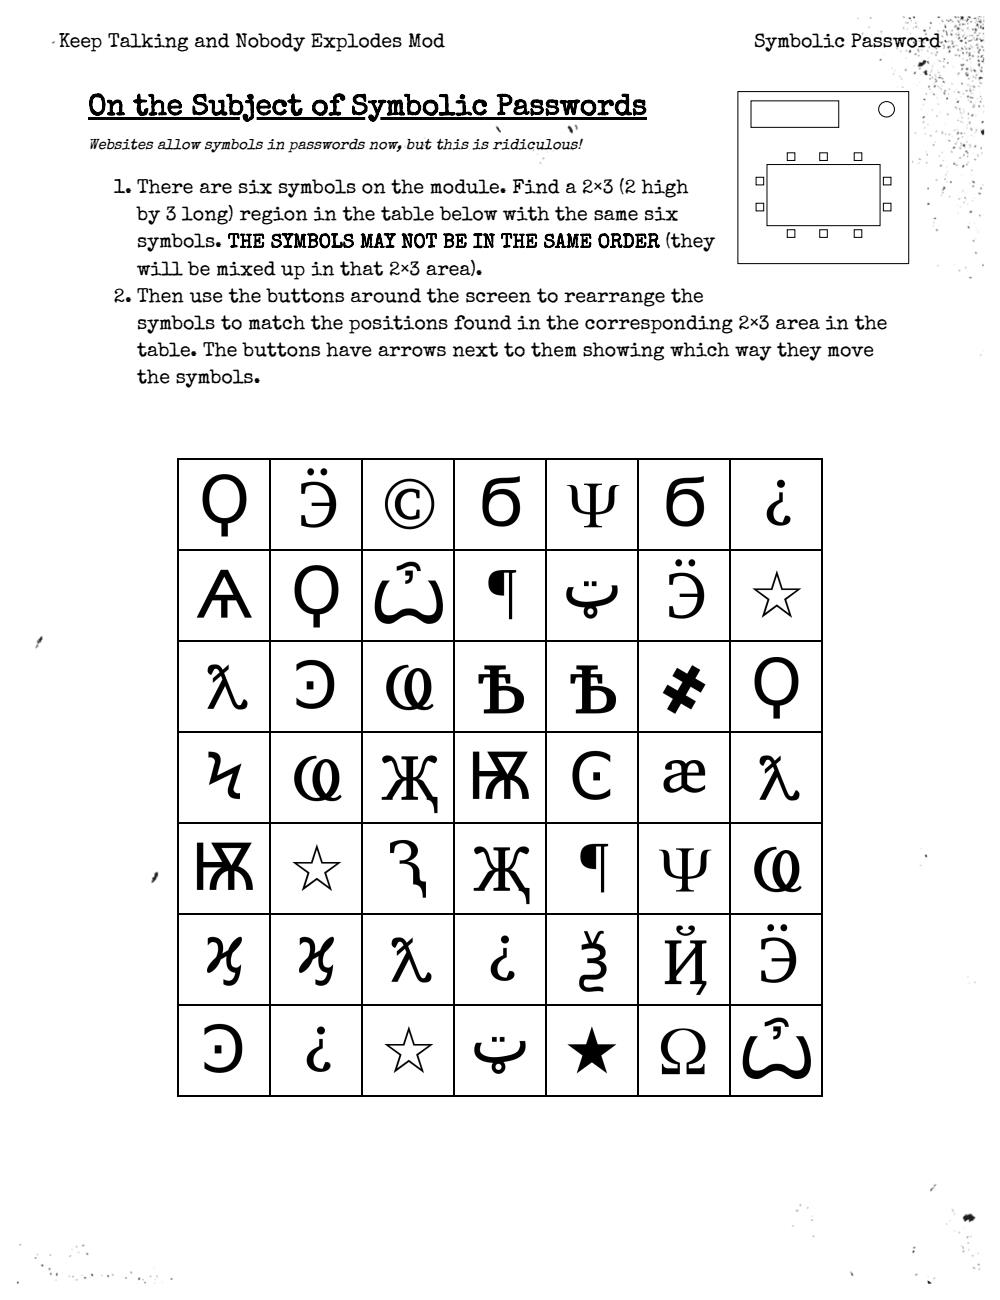 Keep Talking and Nobody Explodes Mod Symbolic Password
On the Subject of Symbolic Passwords
Websites allow symbols in passwords now, but this is ridiculous!
1. There are six symbols on the module. Find a 2×3 (2 high
by 3 long) region in the table below with the same six
symbols. THE SYMBOLS MAY NOT BE IN THE SAME ORDER (they
will be mixed up in that 2×3 area).
2. Then use the buttons around the screen to rearrange the
symbols to match the positions found in the corresponding 2×3 area in the
table. The buttons have arrows next to them showing which way they move
the symbols.
Ϙ Ӭ © Ϭ Ψ Ϭ ¿
Ѧ Ϙ Ѽ ¶ ټ Ӭ ☆
ƛ Ͽ Ҩ Ѣ Ѣ ҂ Ϙ
Ϟ Ҩ Җ Ѭ Ͼ æ ƛ
Ѭ ☆ Ԇ Җ ¶ Ψ Ҩ
ϗ ϗ ƛ ¿ Ѯ Ҋ Ӭ
Ͽ ¿ ☆ ټ ★ Ω Ѽ